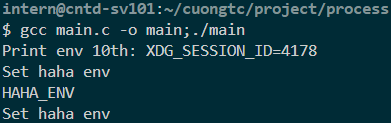 intern@cntd-sv101:~/cuongtc/project/process
$ gcc main.c -o main;./main
Print env 10th: XDG_SESSION_ID=4178
Set haha env
HAHA_ENV
Set haha env